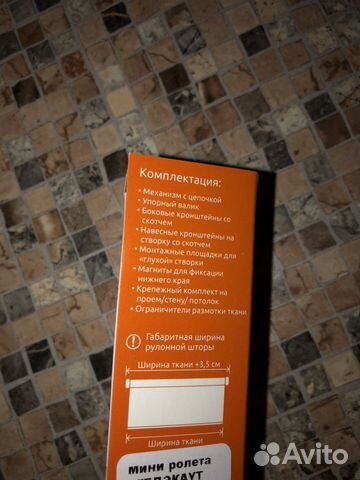 Комплектация:
• Механизм с цепочкой
• Упорный валик
• Боковые кронштейны со
скотчем
• Навесные кронштейны на
створку со скотчем
• Монтажные площадки для
«глухой» створки
• Магниты для фиксации
нижнего края
• Крепежный комплект на
проем/стену/ потолок
• Ограничители размотки ткани
! Габаритная ширина
рулонной шторы
Ширина ткани +3,5 см
Ширина ткани
Мини ролета
Avito